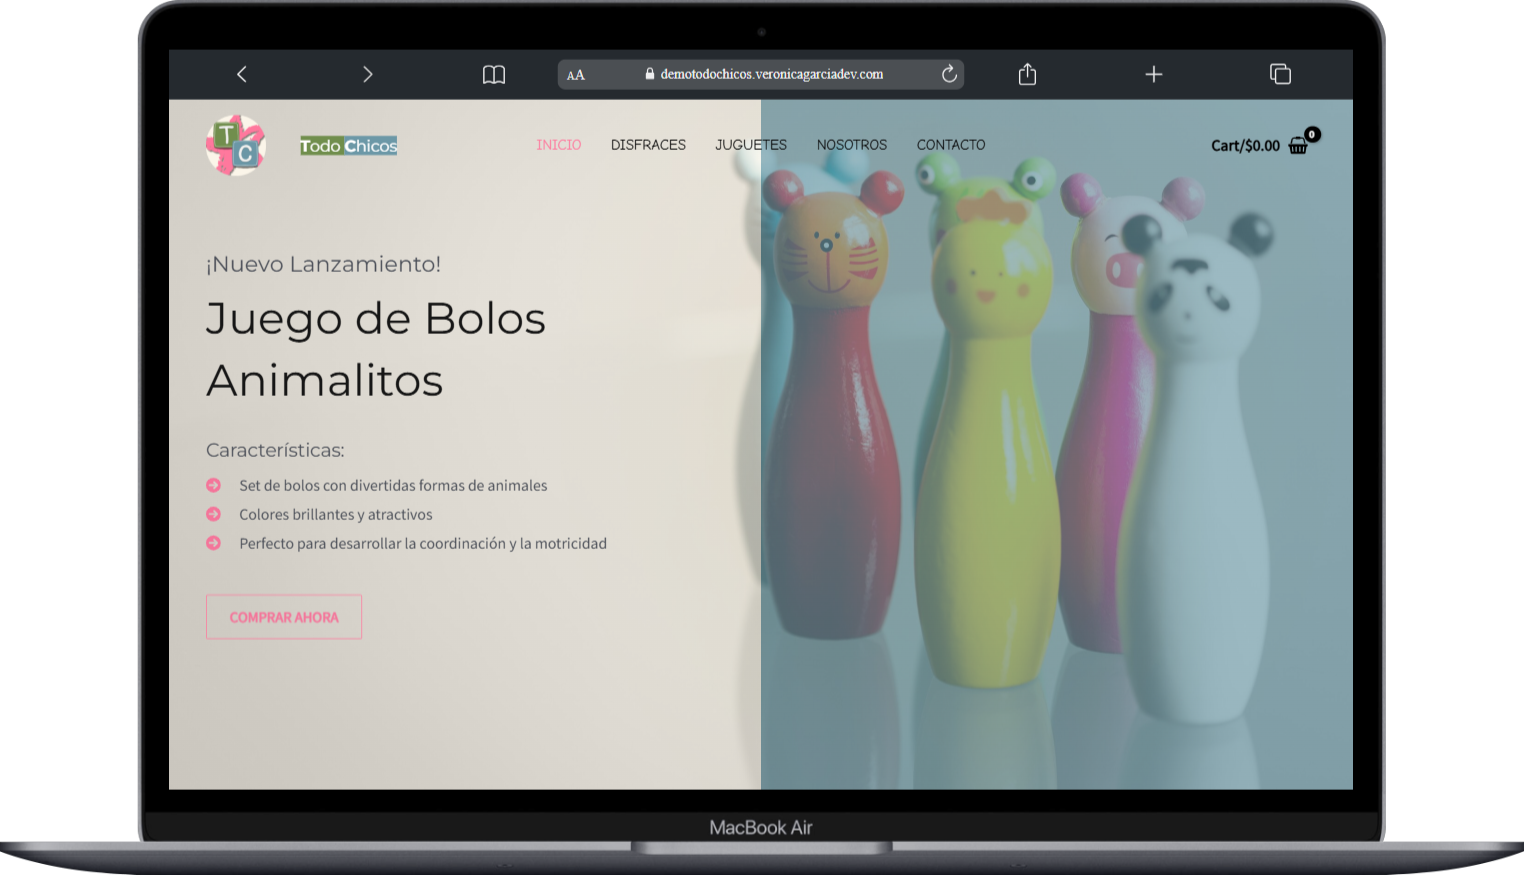 AA demotodochicos.veronicagarciadev.com
T
C
Todo Chicos
INICIO DISFRACES JUGUETES NOSOTROS CONTACTO
Cart/$0.00 0
¡Nuevo Lanzamiento!
Juego de Bolos
Animalitos
Características:
Set de bolos con divertidas formas de animales
Colores brillantes y atractivos
Perfecto para desarrollar la coordinación y la motricidad
COMPRAR AHORA
MacBook Air